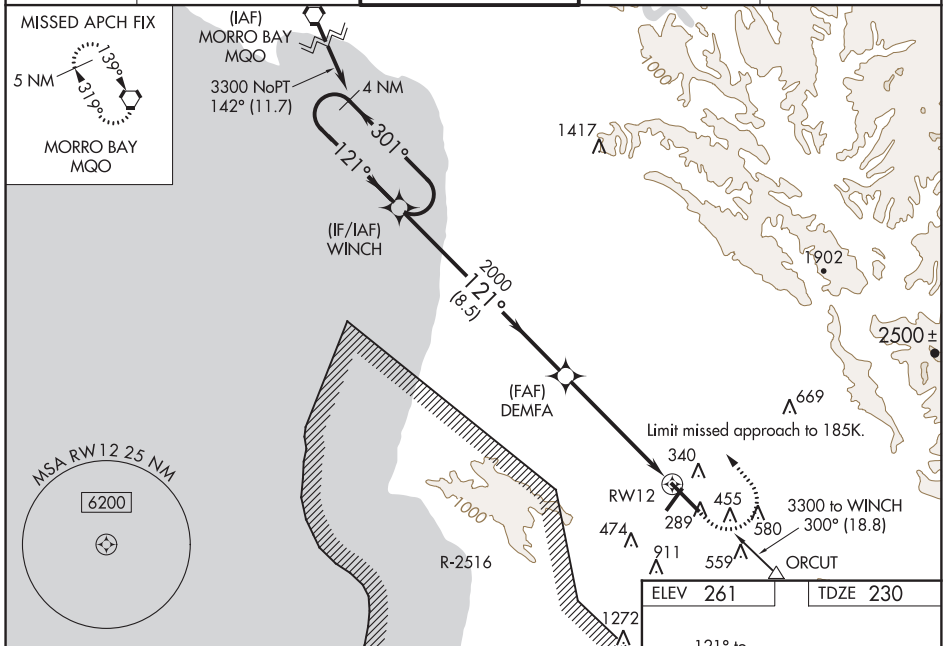 MISSED APCH FIX
5 NM
139°
319°
MORRO BAY
MQO
(IAF)
MORRO BAY
MQO
3300 NoPT
142° (11.7)
4 NM
301°
121°
(IF/IAF)
WINCH
2000
121°
(8.5)
(FAF)
DEMFA
1000
1417
1902
2500 ±
669
Limit missed approach to 185K.
340
RW12
289
455
580
3300 to WINCH
300° (18.8)
474
911
559
ORCUT
MSA RW12 25 NM
6200
1000
R-2516
1272
ELEV 261
TDZE 230
121° to